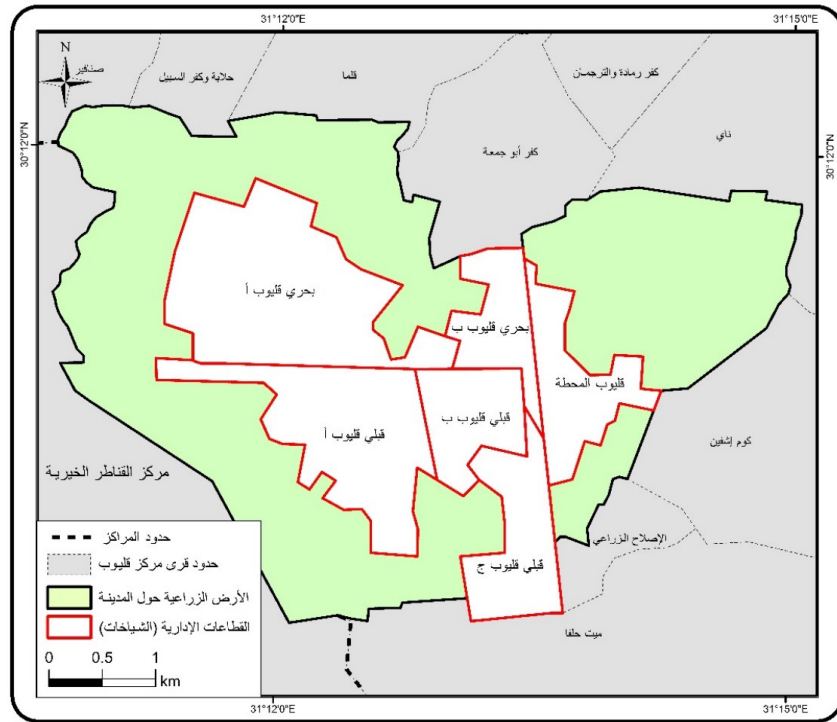 31°12'0"E
31°15'0"E
N
صنافير
حلابة وكفر السبيل
قلما
كفر رمادة والترجمان
30°12'0"N
30°12'0"N
ناي
كفر أبو جمعة
بحري قليوب أ
بحري قليوب ب
قليوب المحطة
قبلي قليوب ب
قبلي قليوب أ
كوم إشفين
مركز القناطر الخيرية
الإصلاح الزراعي
قبلي قليوب ج
ميت حلفا
حدود المراكز
حدود قرى مركز قليوب
الأرض الزراعية حول المدينة
القطاعات الإدارية (الشياخات)
0 0.5 1
km
31°12'0"E
31°15'0"E